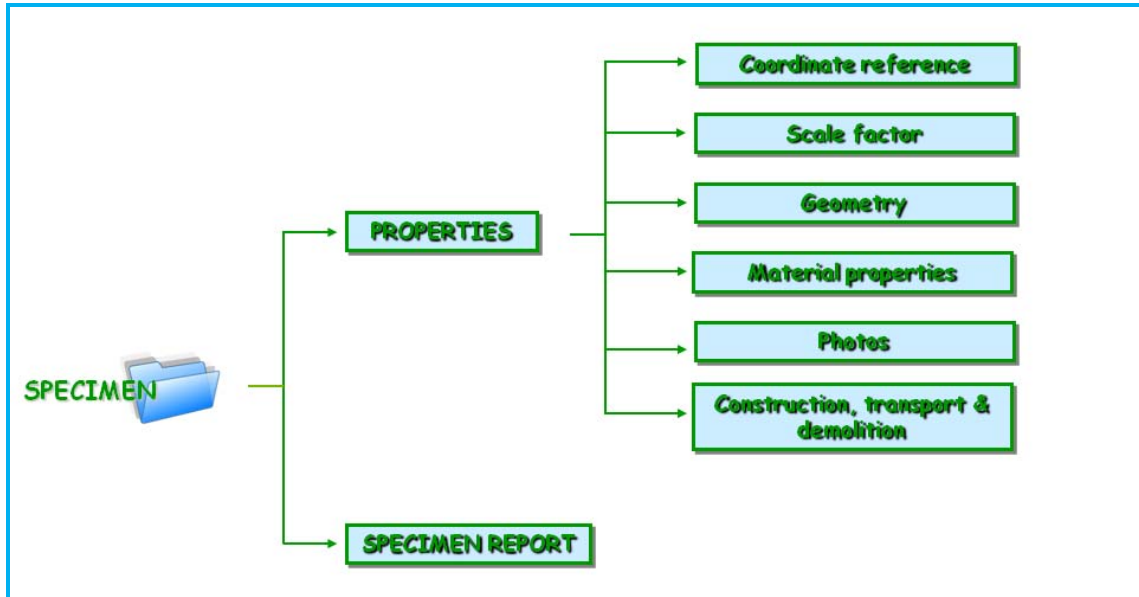 Coordinate reference
Scale factor
Geometry
PROPERTIES
Material properties
Photos
SPECIMEN
Construction, transport &
demolition
SPECIMEN REPORT